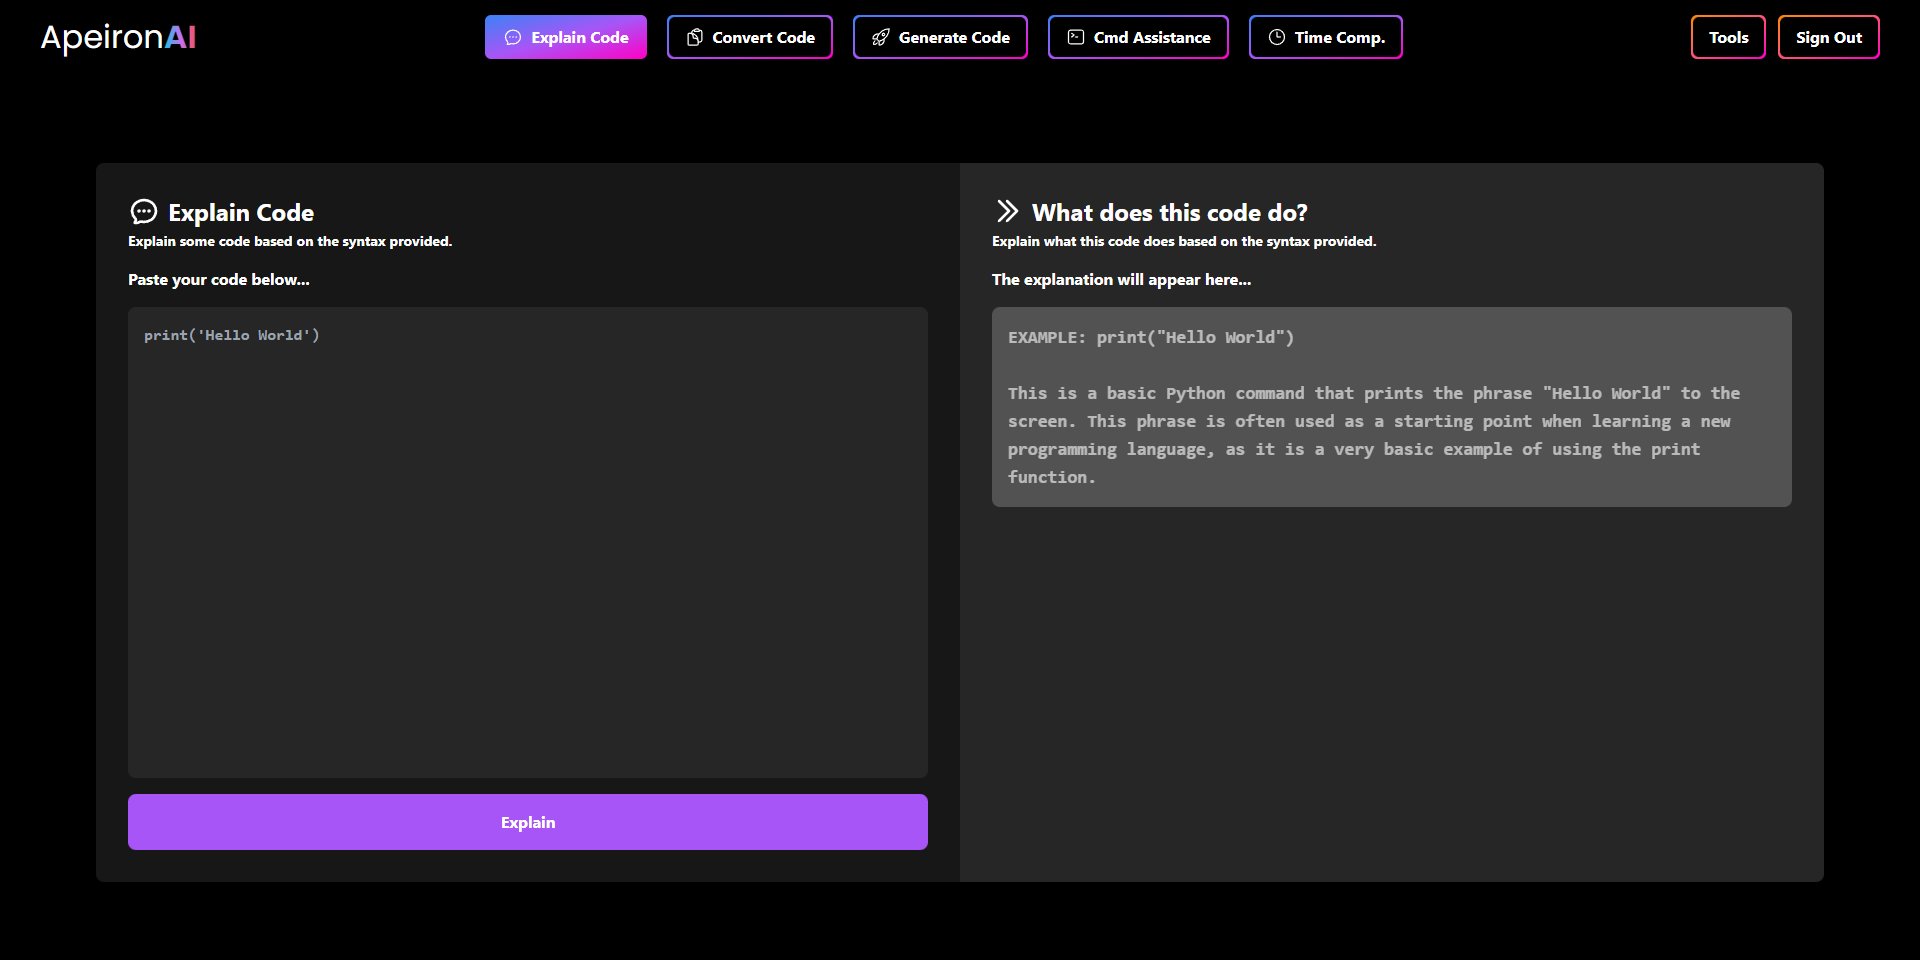 ApeironAI
Explain Code
Convert Code
Generate Code
Cmd Assistance
Time Comp.
Tools
Sign Out
Explain Code
Explain some code based on the syntax provided.
Paste your code below...
print('Hello World')
Explain
What does this code do?
Explain what this code does based on the syntax provided.
The explanation will appear here...
EXAMPLE: print("Hello World")
This is a basic Python command that prints the phrase "Hello World" to the
screen. This phrase is often used as a starting point when learning a new
programming language, as it is a very basic example of using the print
function.